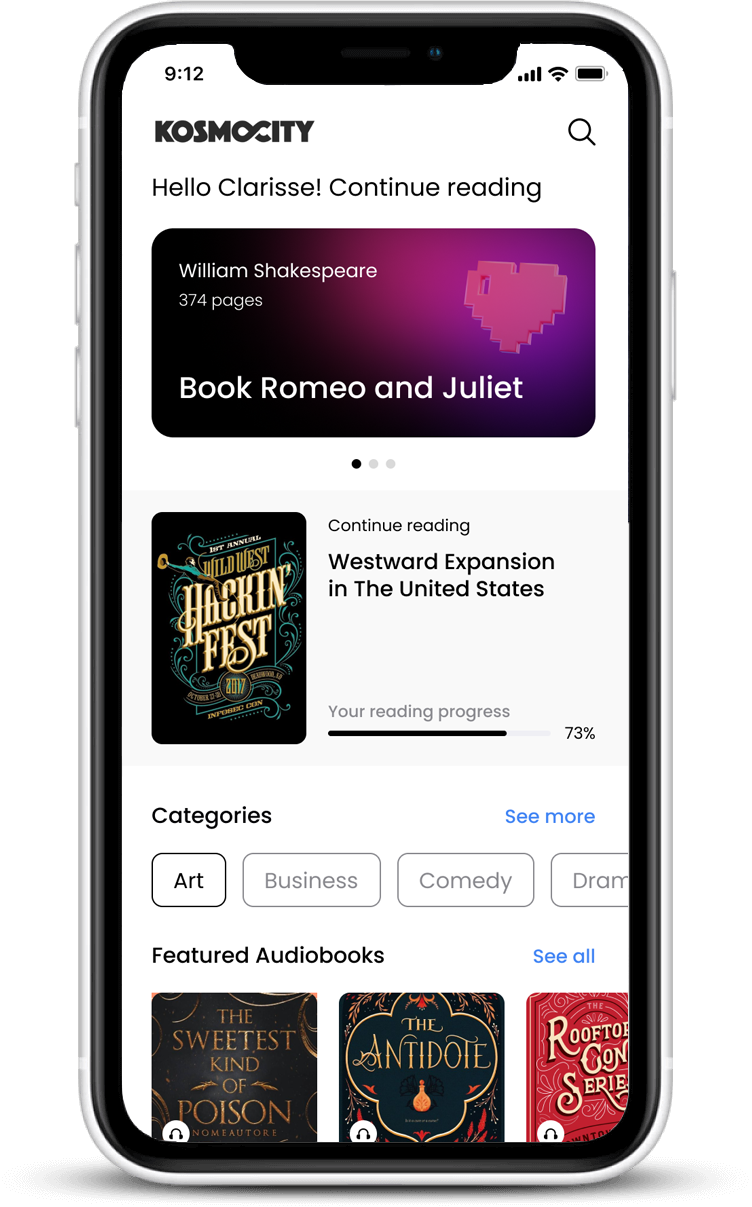 9:12
KOSMOCITY
Hello Clarisse! Continue reading
William Shakespeare
374 pages
Book Romeo and Juliet
1ST ANNUAL
WILD WEST
HACKIN'
FEST
OCTOBER 17-21
2017
DEADWOOD, SD
INFOSEC CON
Continue reading
Westward Expansion
in The United States
Your reading progress
73%
Categories
See more
Art
Business
Comedy
Dram
Featured Audiobooks
See all
THE
SWEETEST
KIND
OF
POISON
NOMEAUTORE
THE
ANTIDOTE
THE
ROOFTOP
CON
SERIE
WNTOW